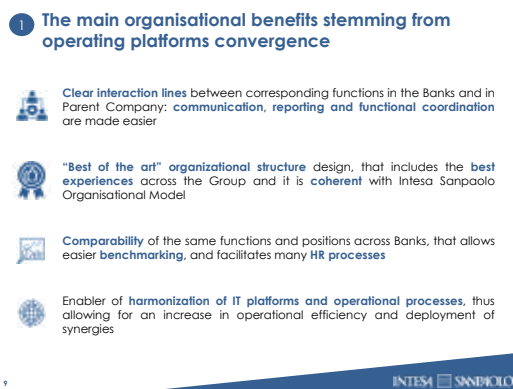 1 The main organisational benefits stemming from
operating platforms convergence
Clear interaction lines between corresponding functions in the Banks and in
Parent Company: communication, reporting and functional coordination
are made easier
"Best of the art" organizational structure design, that includes the best
experiences across the Group and it is coherent with Intesa Sanpaolo
Organisational Model
Comparability of the same functions and positions across Banks, that allows
easier benchmarking, and facilitates many HR processes
Enabler of harmonization of IT platforms and operational processes, thus
allowing for an increase in operational efficiency and deployment of
synergies
9
INTESA SANPAOLO